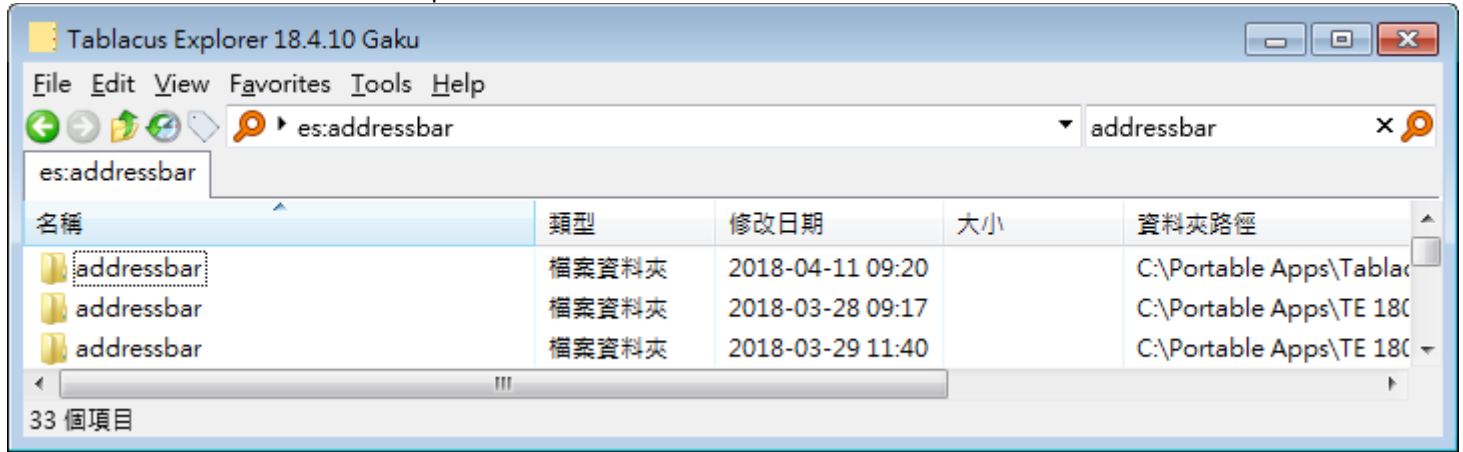 Tablacus Explorer 18.4.10 Gaku
File Edit View Favorites Tools Help
es:addressbar addressbar
es:addressbar
名稱 類型 修改日期 大小 資料夾路徑
addressbar 檔案資料夾 2018-04-11 09:20 C:\Portable Apps\Tablac
addressbar 檔案資料夾 2018-03-28 09:17 C:\Portable Apps\TE 180
addressbar 檔案資料夾 2018-03-29 11:40 C:\Portable Apps\TE 180
33 個項目